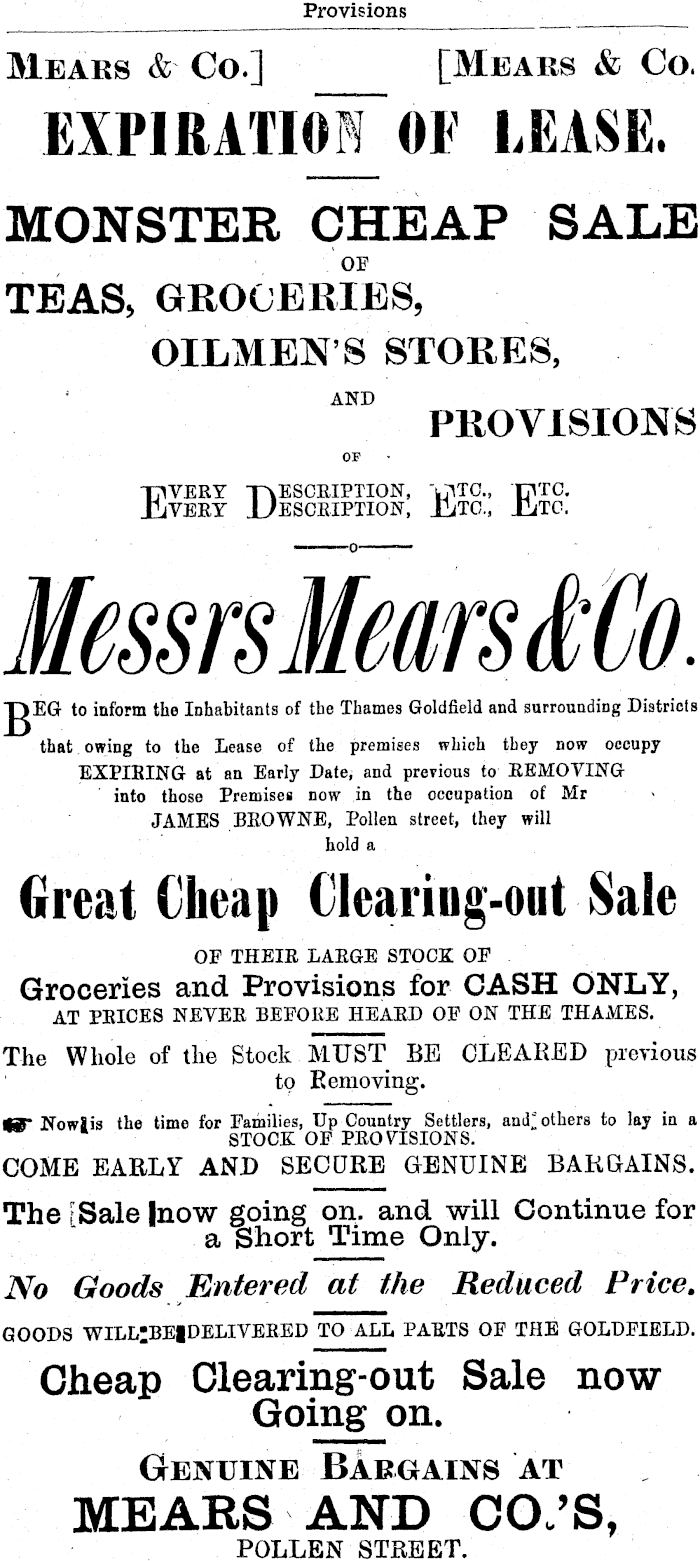 Provisions
MEARS & CO.] [MEARS & CO.
EXPIRATION OF LEASE.
MONSTER CHEAP SALE
OF
TEAS, GROCERIES,
OILMEN'S STORES,
AND
PROVISIONS
OF
EVERY DESCRIPTION, ETC., ETC.
EVERY DESCRIPTION, ETC., ETC.
Messrs Mears & Co.
BEG to inform the Inhabitants of the Thames Goldfield and surrounding Districts
that owing to the Lease of the premises which they now occupy
EXPIRING at an Early Date, and previous to REMOVING
into those Premises now in the occupation of Mr
JAMES BROWNE, Pollen street, they will
hold a
Great Cheap Clearing-out Sale
OF THEIR LARGE STOCK OF
Groceries and Provisions for CASH ONLY,
AT PRICES NEVER BEFORE HEARD OF ON THE THAMES.
The Whole of the Stock MUST BE CLEARED previous
to Removing.
☛ Now is the time for Families, Up Country Settlers, and others to lay in a
STOCK OF PROVISIONS.
COME EARLY AND SECURE GENUINE BARGAINS.
The Sale now going on. and will Continue for
a Short Time Only.
No Goods Entered at the Reduced Price.
GOODS WILL BE DELIVERED TO ALL PARTS OF THE GOLDFIELD.
Cheap Clearing-out Sale now
Going on.
GENUINE BARGAINS AT
MEARS AND CO.'S,
POLLEN STREET.